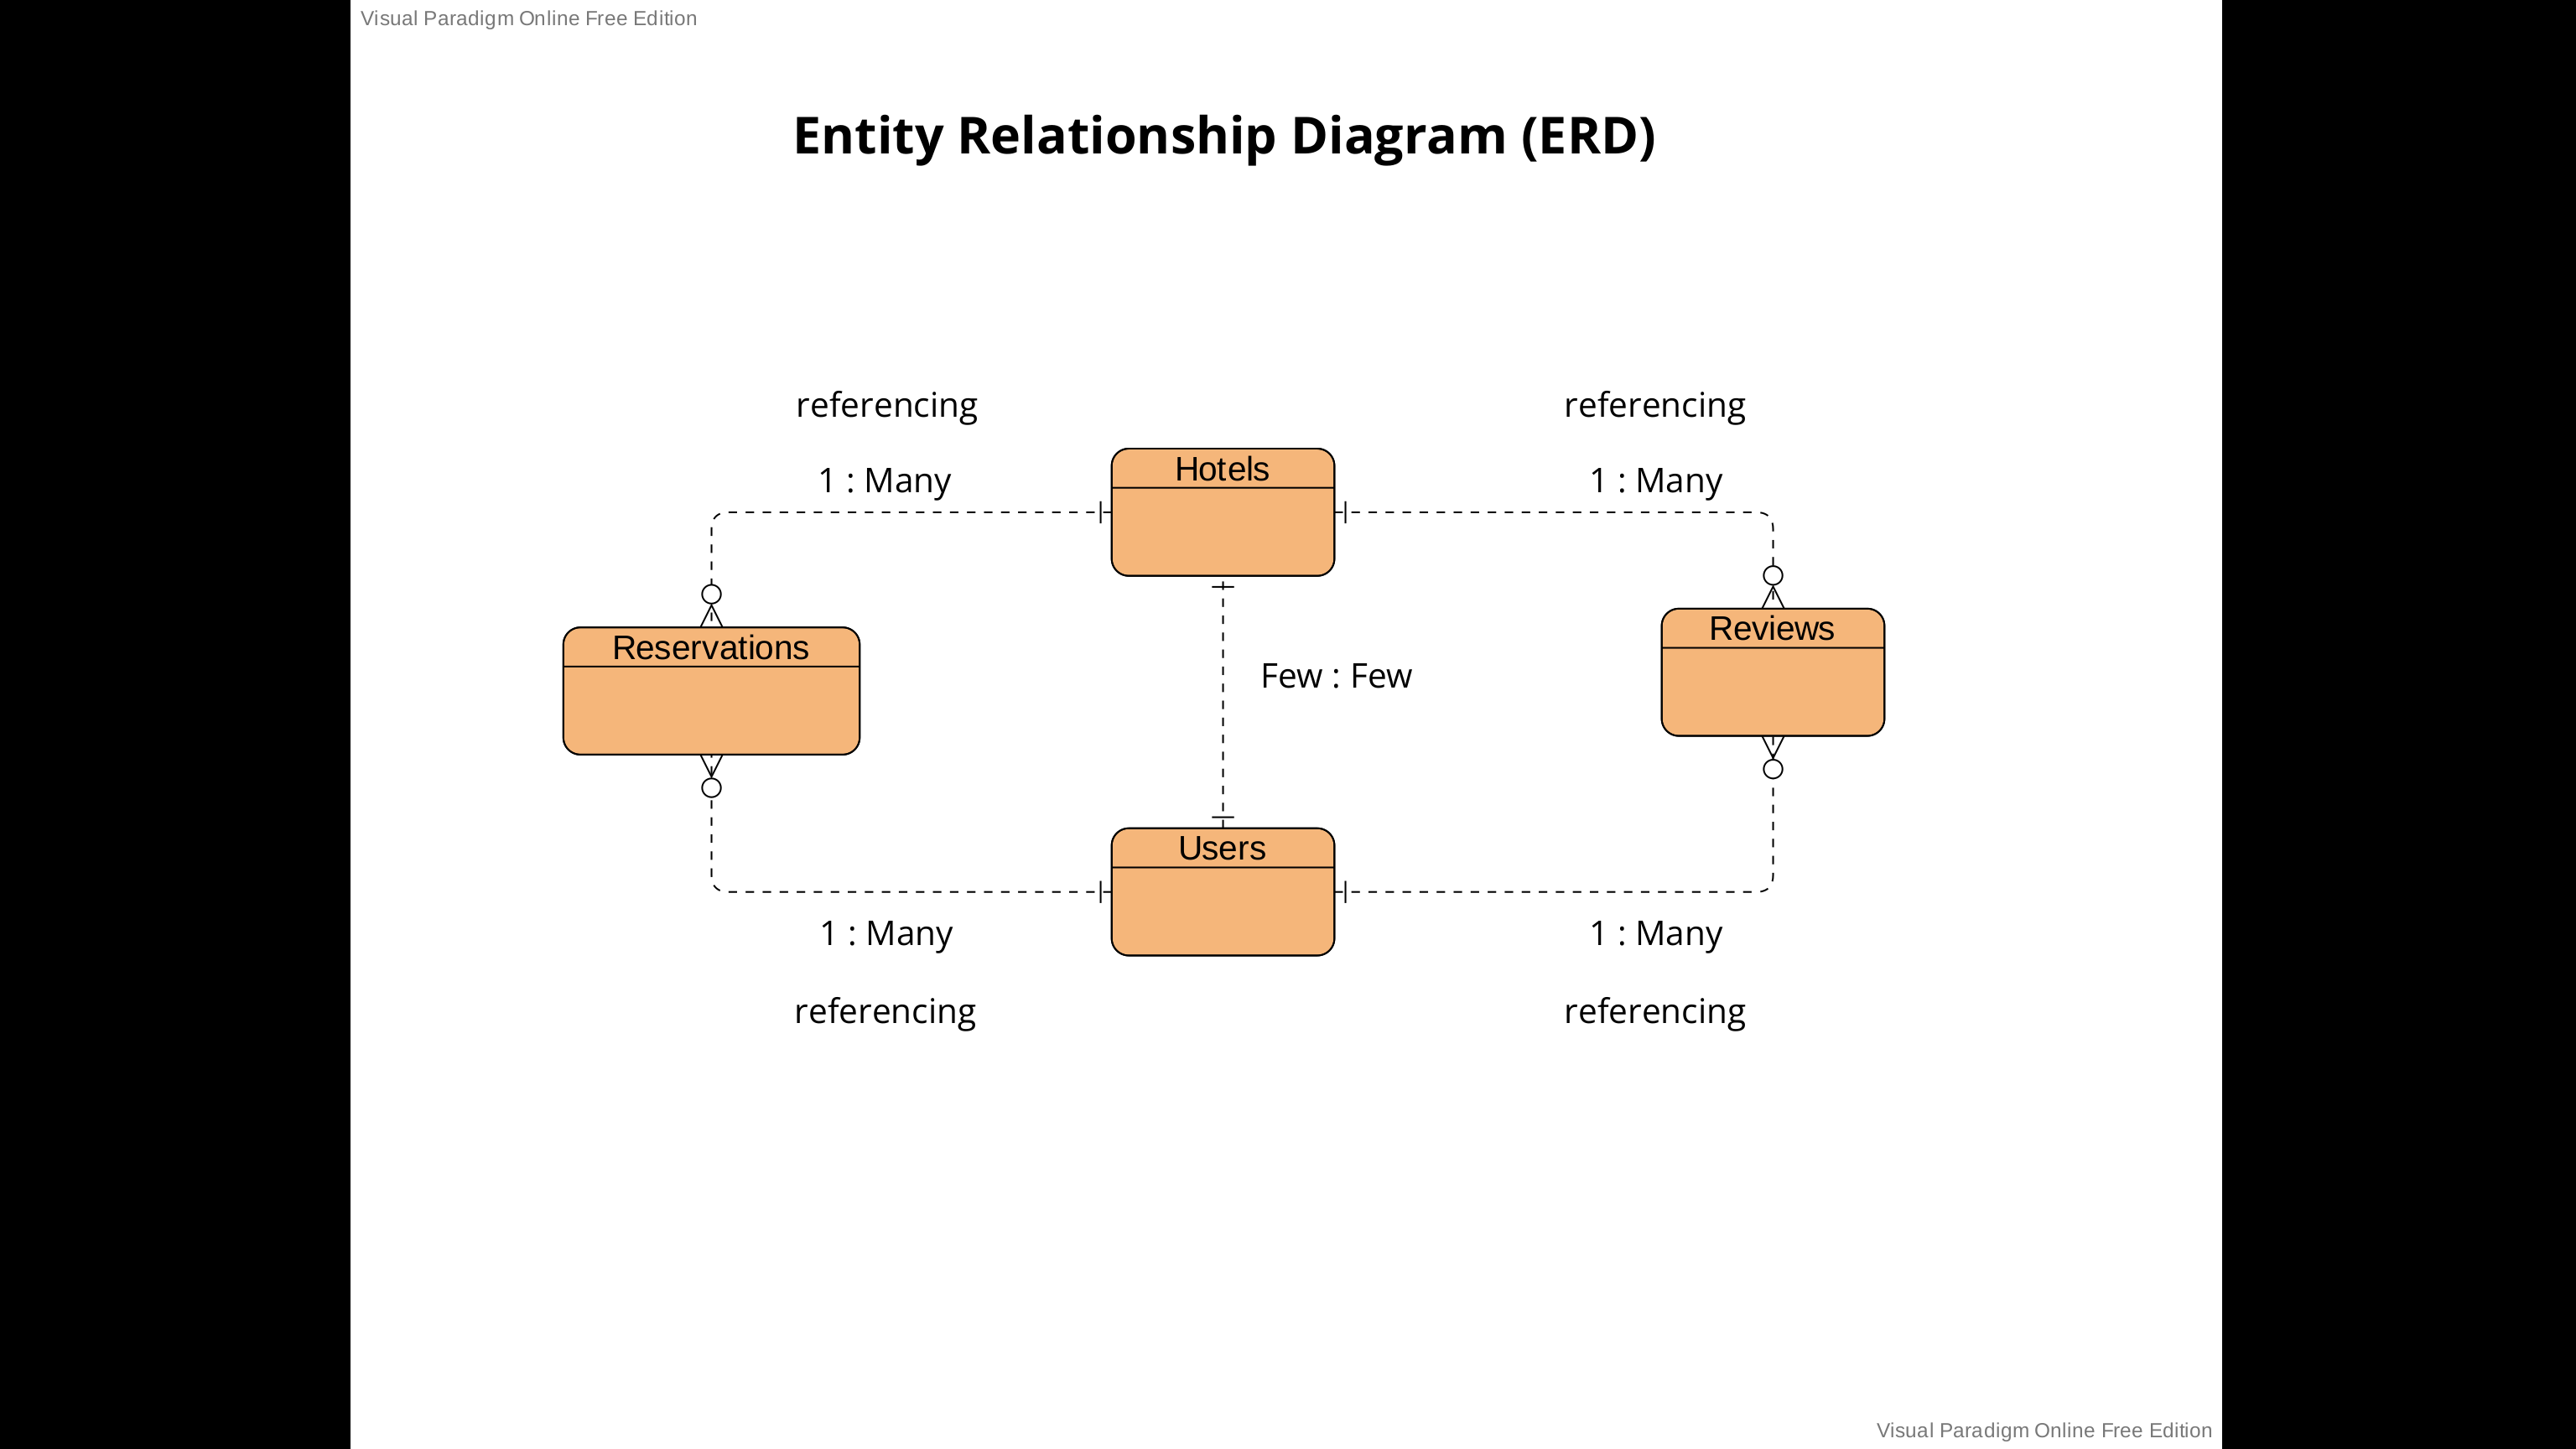 Visual Paradigm Online Free Edition
Entity Relationship Diagram (ERD)
referencing
referencing
1 : Many
Hotels
1 : Many
Reservations
Reviews
Few : Few
Users
1 : Many
1 : Many
referencing
referencing
Visual Paradigm Online Free Edition